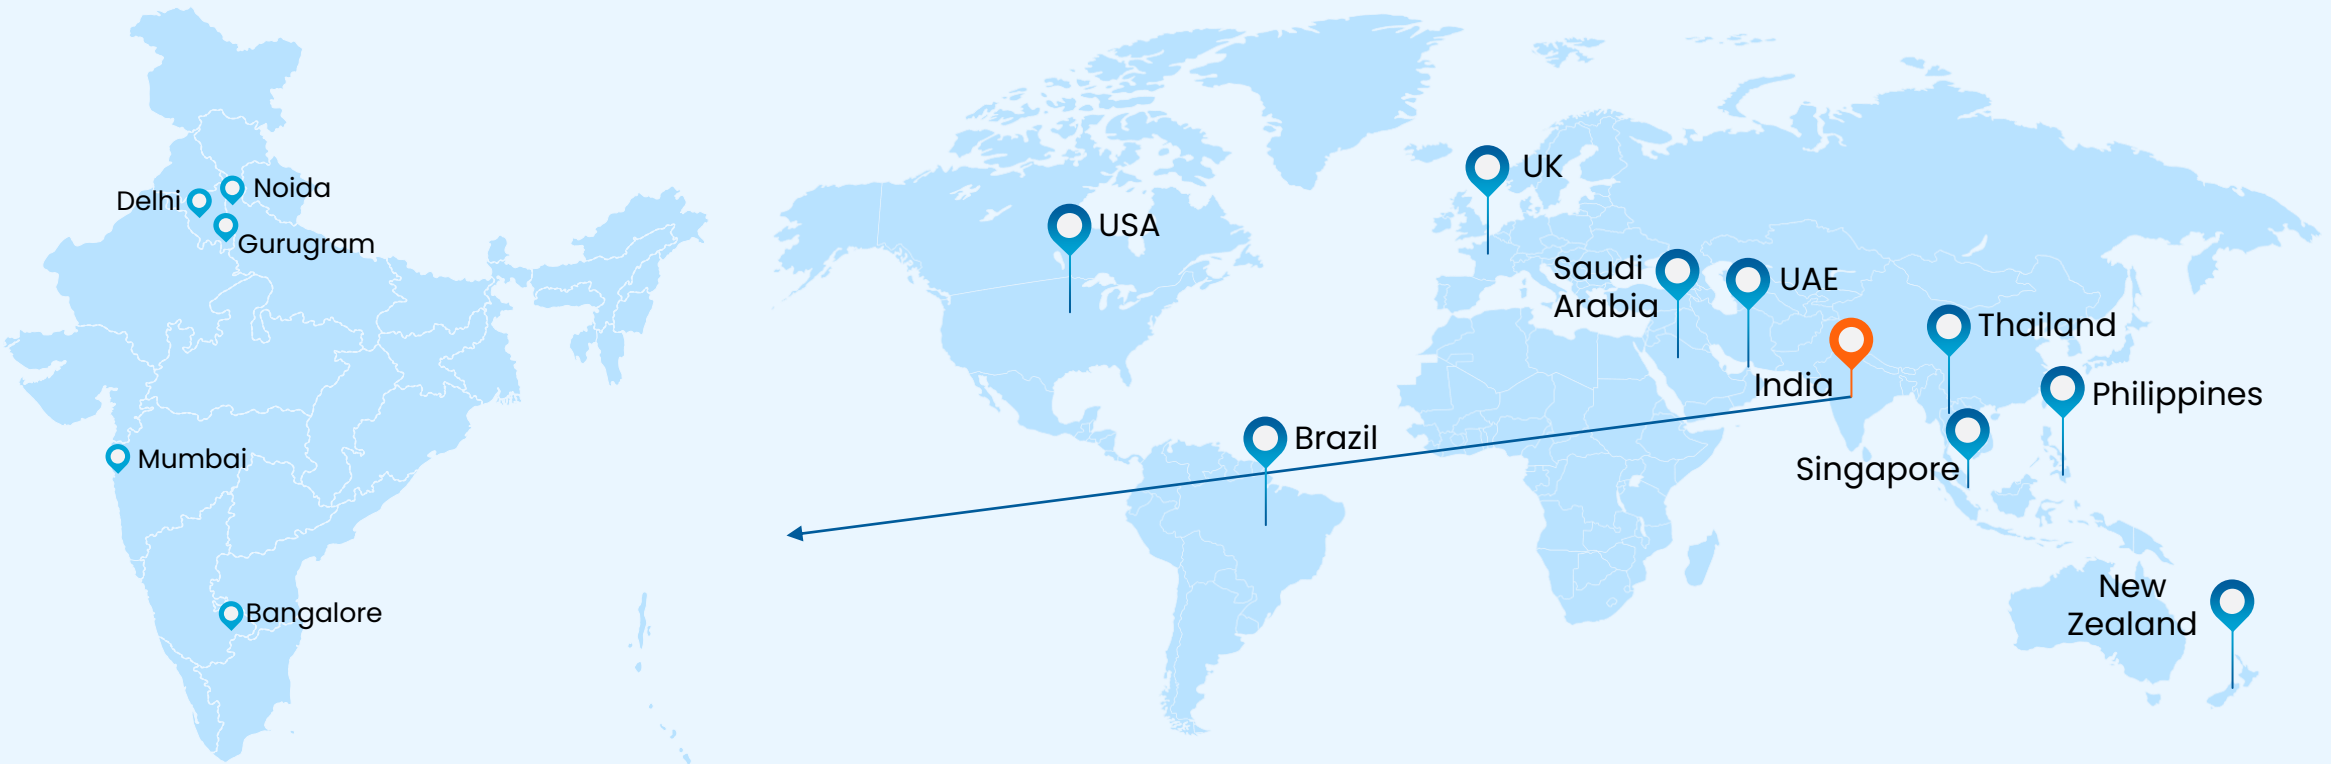 Delhi
Noida
Gurugram
Mumbai
Bangalore
USA
UK
Saudi
Arabia
UAE
India
Thailand
Philippines
Brazil
Singapore
New
Zealand